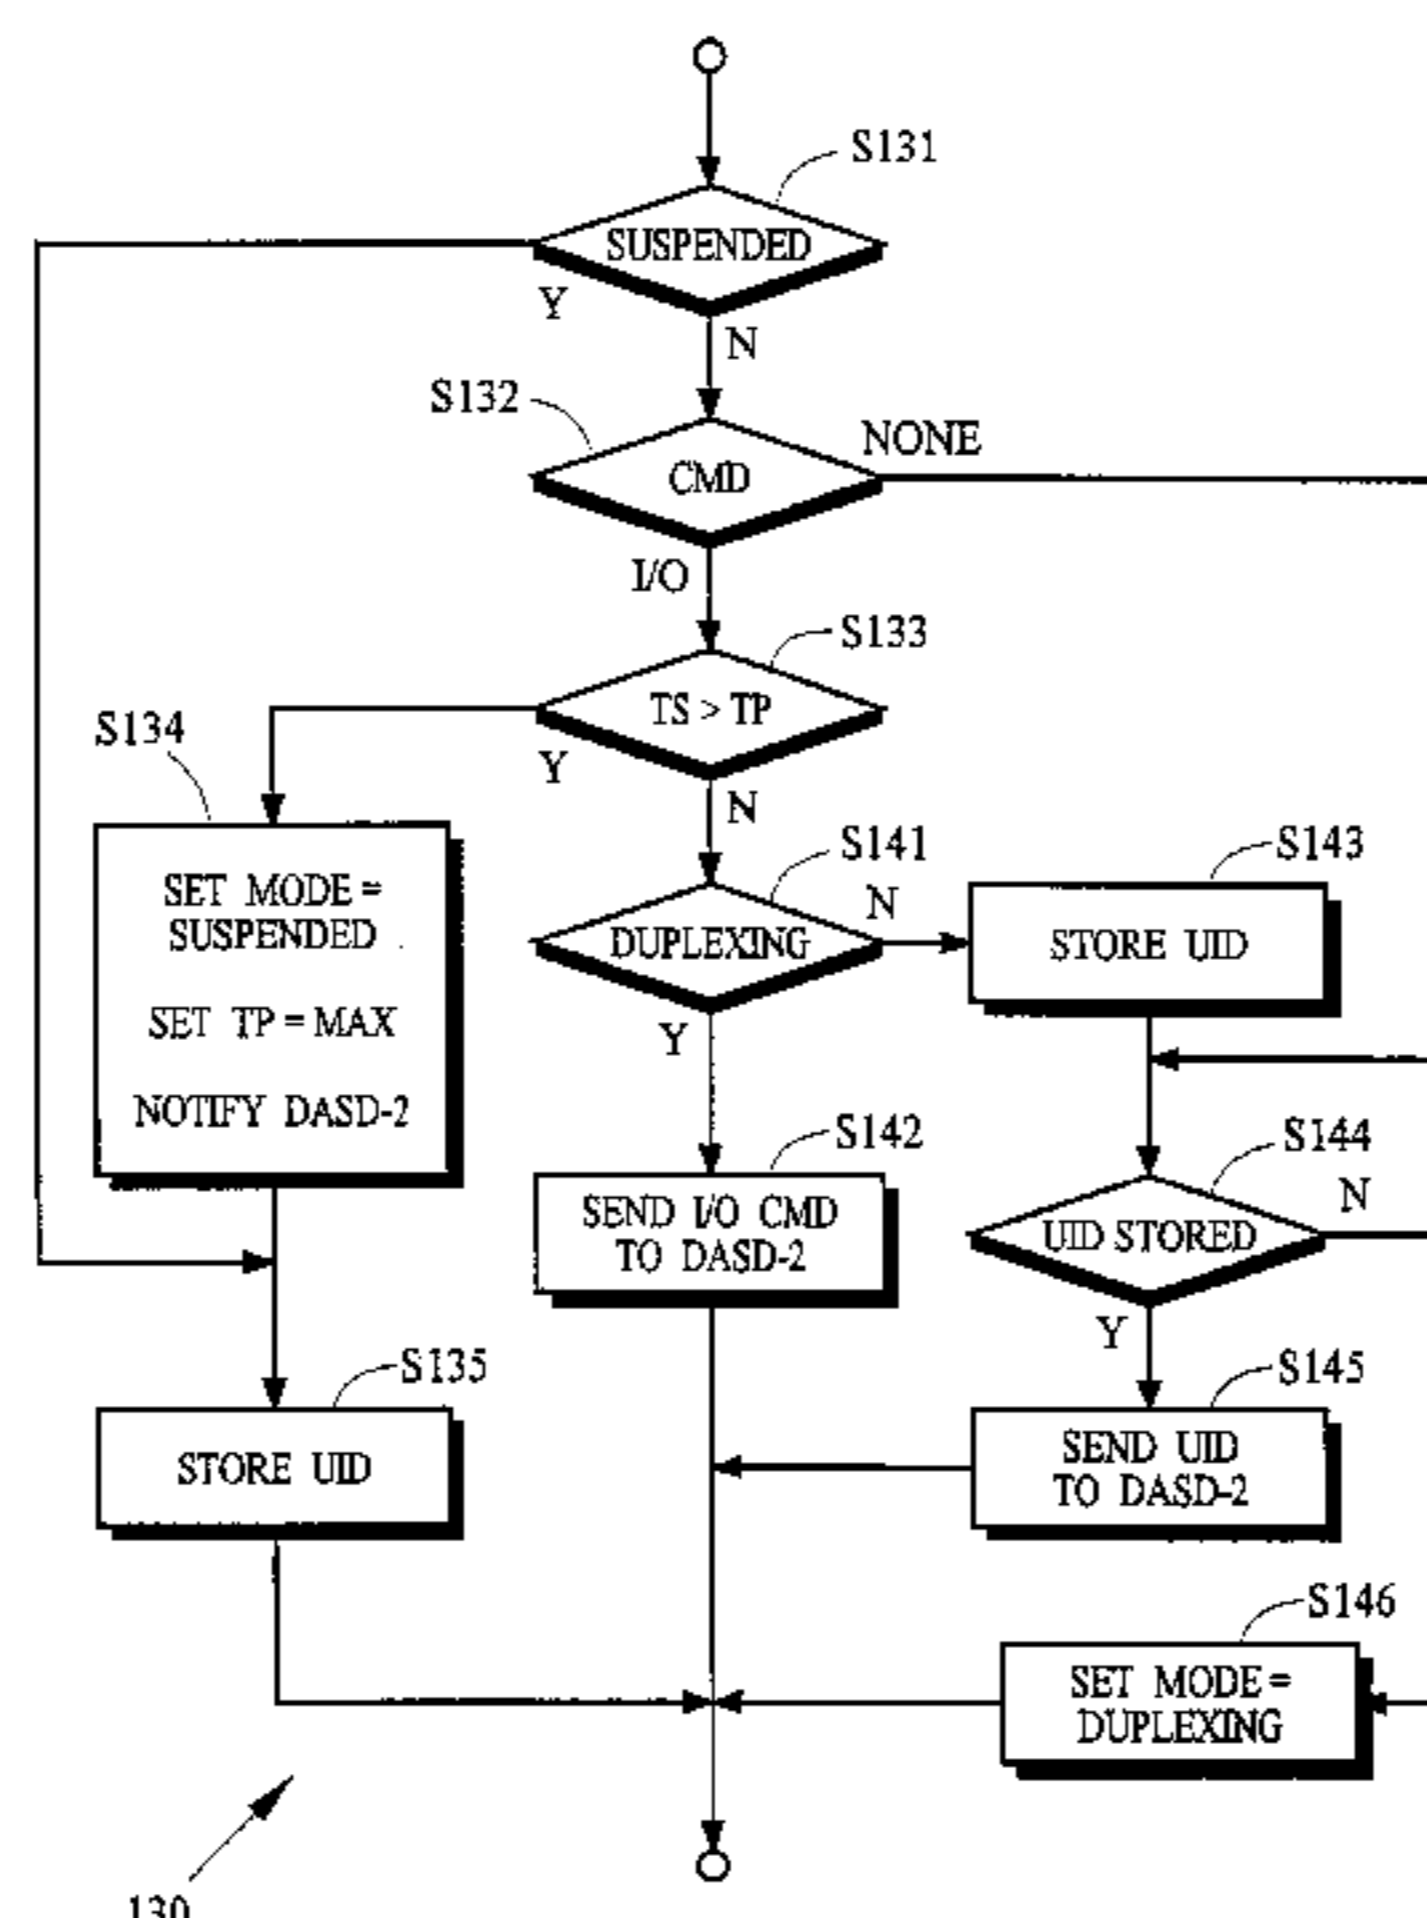 S131
SUSPENDED
Y
N
S132
NONE
CMD
I/O
S133
TS > TP
S134
Y
N
S141
S143
N
SET MODE =
SUSPENDED
DUPLEXING
STORE UID
SET TP = MAX
Y
NOTIFY DASD-2
S142
S144
N
SEND I/O CMD
TO DASD-2
UID STORED
Y
S135
S145
STORE UID
SEND UID
TO DASD-2
S146
SET MODE =
DUPLEXING
130